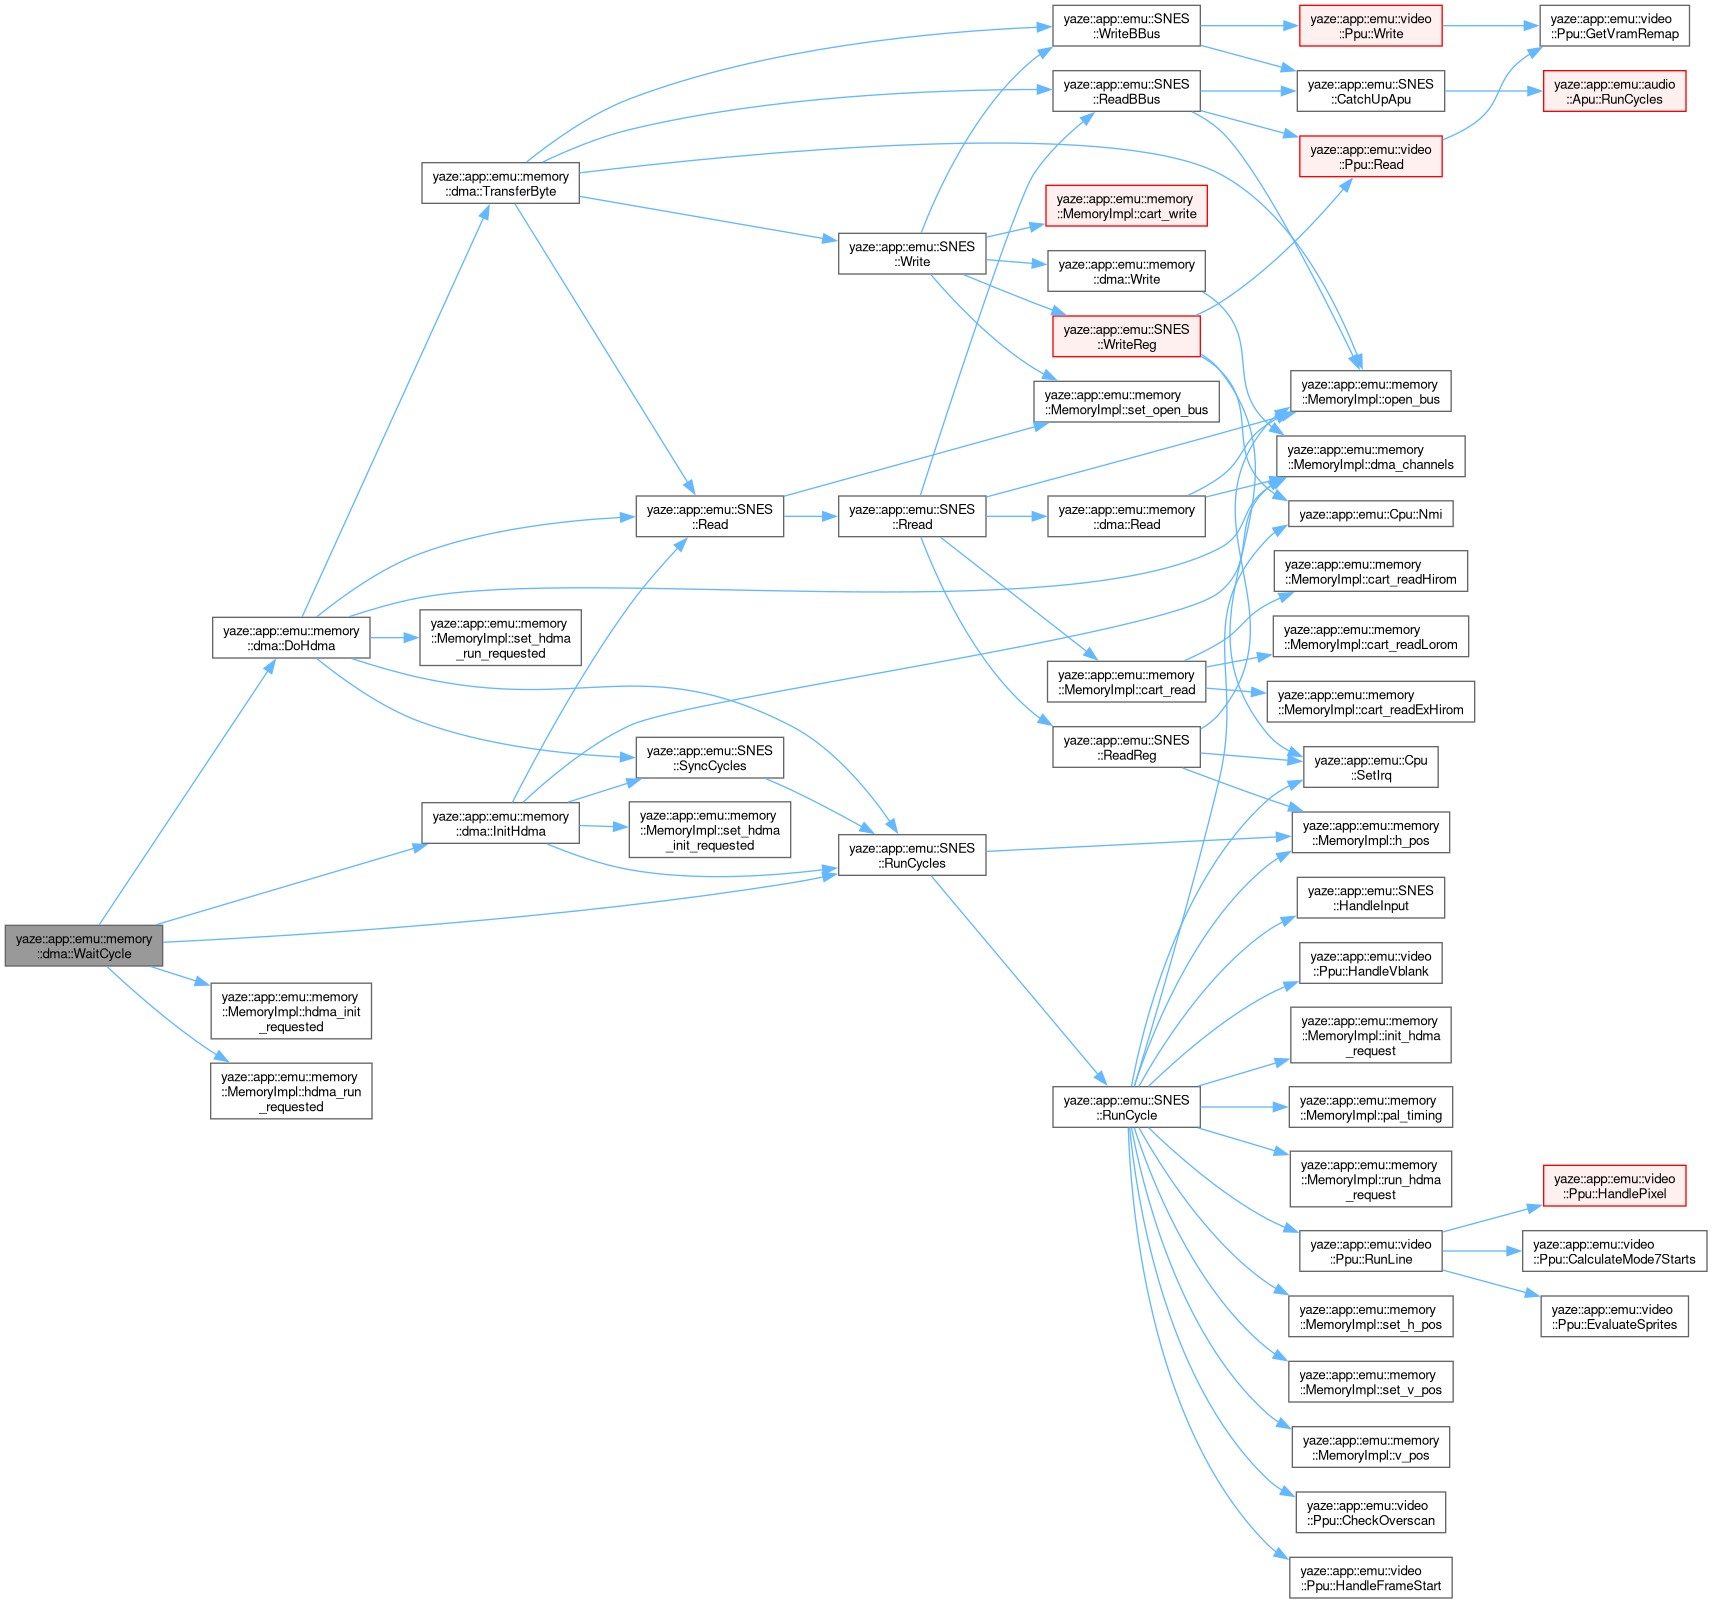 yaze::app::emu::memory
::dma::WaitCycle
yaze::app::emu::memory
::dma::DoHdma
yaze::app::emu::memory
::MemoryImpl::hdma_init
_requested
yaze::app::emu::memory
::MemoryImpl::hdma_run
_requested
yaze::app::emu::memory
::dma::TransferByte
yaze::app::emu::memory
::MemoryImpl::set_hdma
_run_requested
yaze::app::emu::memory
::dma::InitHdma
yaze::app::emu::SNES
::Read
yaze::app::emu::SNES
::SyncCycles
yaze::app::emu::memory
::MemoryImpl::set_hdma
_init_requested
yaze::app::emu::SNES
::Write
yaze::app::emu::SNES
::Rread
yaze::app::emu::SNES
::RunCycles
yaze::app::emu::SNES
::WriteBBus
yaze::app::emu::SNES
::ReadBBus
yaze::app::emu::memory
::MemoryImpl::cart_write
yaze::app::emu::memory
::dma::Write
yaze::app::emu::SNES
::WriteReg
yaze::app::emu::memory
::MemoryImpl::set_open_bus
yaze::app::emu::memory
::dma::Read
yaze::app::emu::memory
::MemoryImpl::cart_read
yaze::app::emu::SNES
::ReadReg
yaze::app::emu::SNES
::RunCycle
yaze::app::emu::video
::Ppu::Write
yaze::app::emu::SNES
::CatchUpApu
yaze::app::emu::video
::Ppu::Read
yaze::app::emu::memory
::MemoryImpl::open_bus
yaze::app::emu::memory
::MemoryImpl::dma_channels
yaze::app::emu::Cpu::Nmi
yaze::app::emu::memory
::MemoryImpl::cart_readHirom
yaze::app::emu::memory
::MemoryImpl::cart_readLorom
yaze::app::emu::memory
::MemoryImpl::cart_readExHirom
yaze::app::emu::Cpu
::SetIrq
yaze::app::emu::memory
::MemoryImpl::h_pos
yaze::app::emu::SNES
::HandleInput
yaze::app::emu::video
::Ppu::HandleVblank
yaze::app::emu::memory
::MemoryImpl::init_hdma
_request
yaze::app::emu::memory
::MemoryImpl::pal_timing
yaze::app::emu::memory
::MemoryImpl::run_hdma
_request
yaze::app::emu::video
::Ppu::RunLine
yaze::app::emu::memory
::MemoryImpl::set_h_pos
yaze::app::emu::memory
::MemoryImpl::set_v_pos
yaze::app::emu::memory
::MemoryImpl::v_pos
yaze::app::emu::video
::Ppu::CheckOverscan
yaze::app::emu::video
::Ppu::HandleFrameStart
yaze::app::emu::video
::Ppu::GetVramRemap
yaze::app::emu::audio
::Apu::RunCycles
yaze::app::emu::video
::Ppu::HandlePixel
yaze::app::emu::video
::Ppu::CalculateMode7Starts
yaze::app::emu::video
::Ppu::EvaluateSprites